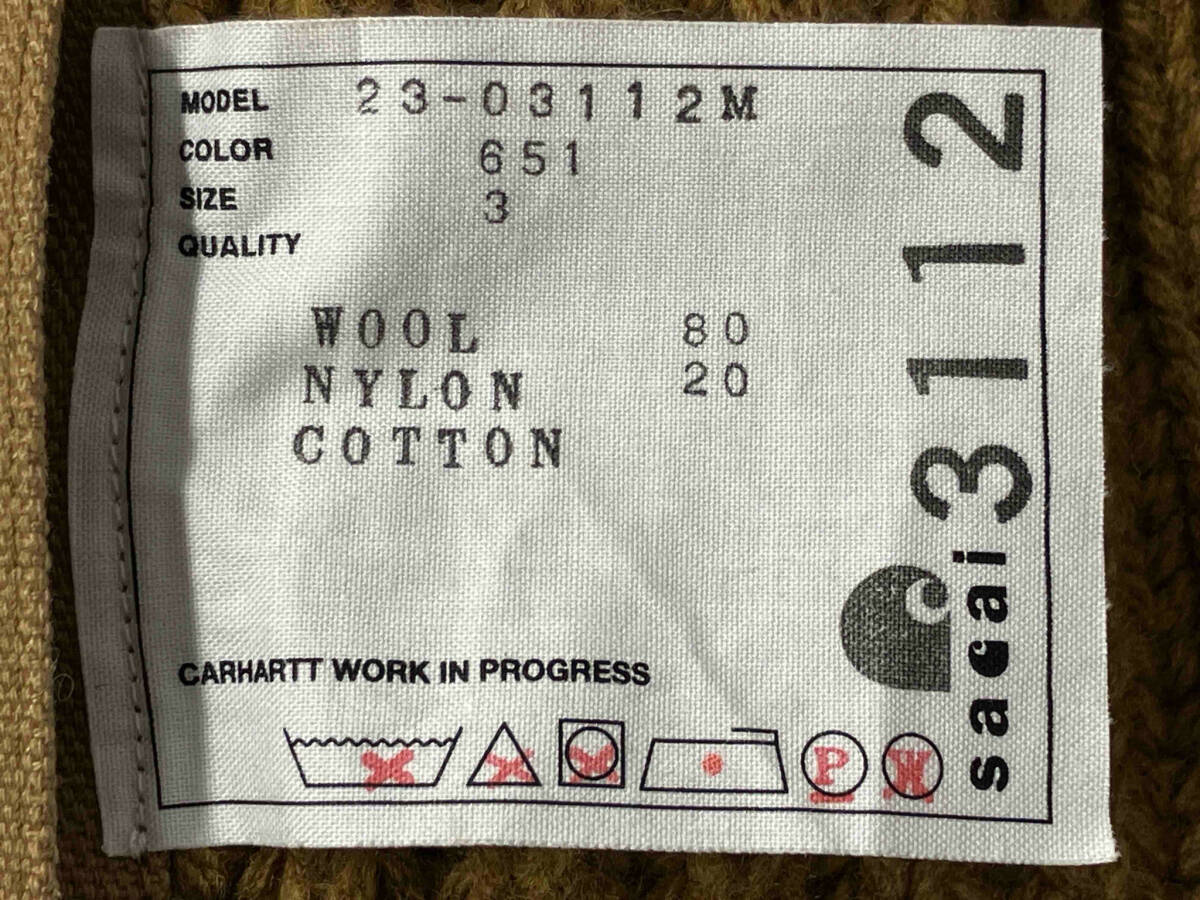 MODEL 23-03112M
COLOR 651
SIZE 3
QUALITY
WOOL 80
NYLON 20
COTTON
CARHARTT WORK IN PROGRESS
P
sacai 3112